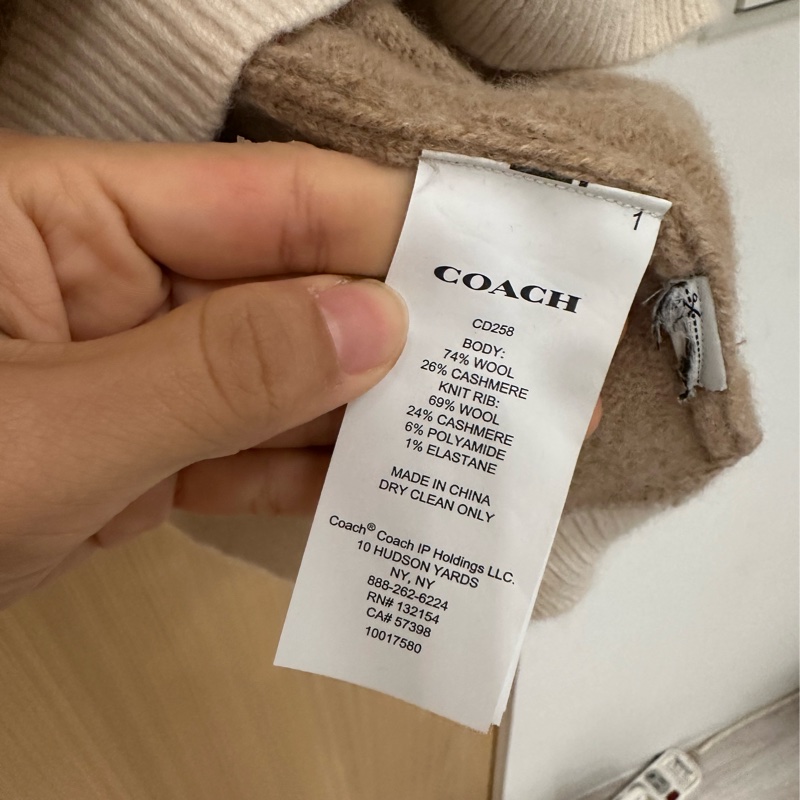 1
COACH
CD258
BODY:
74% WOOL
26% CASHMERE
KNIT RIB:
69% WOOL
24% CASHMERE
6% POLYAMIDE
1% ELASTANE
MADE IN CHINA
DRY CLEAN ONLY
Coach® Coach IP Holdings LLC.
10 HUDSON YARDS
NY, NY
888-262-6224
RN# 132154
CA# 57398
10017580